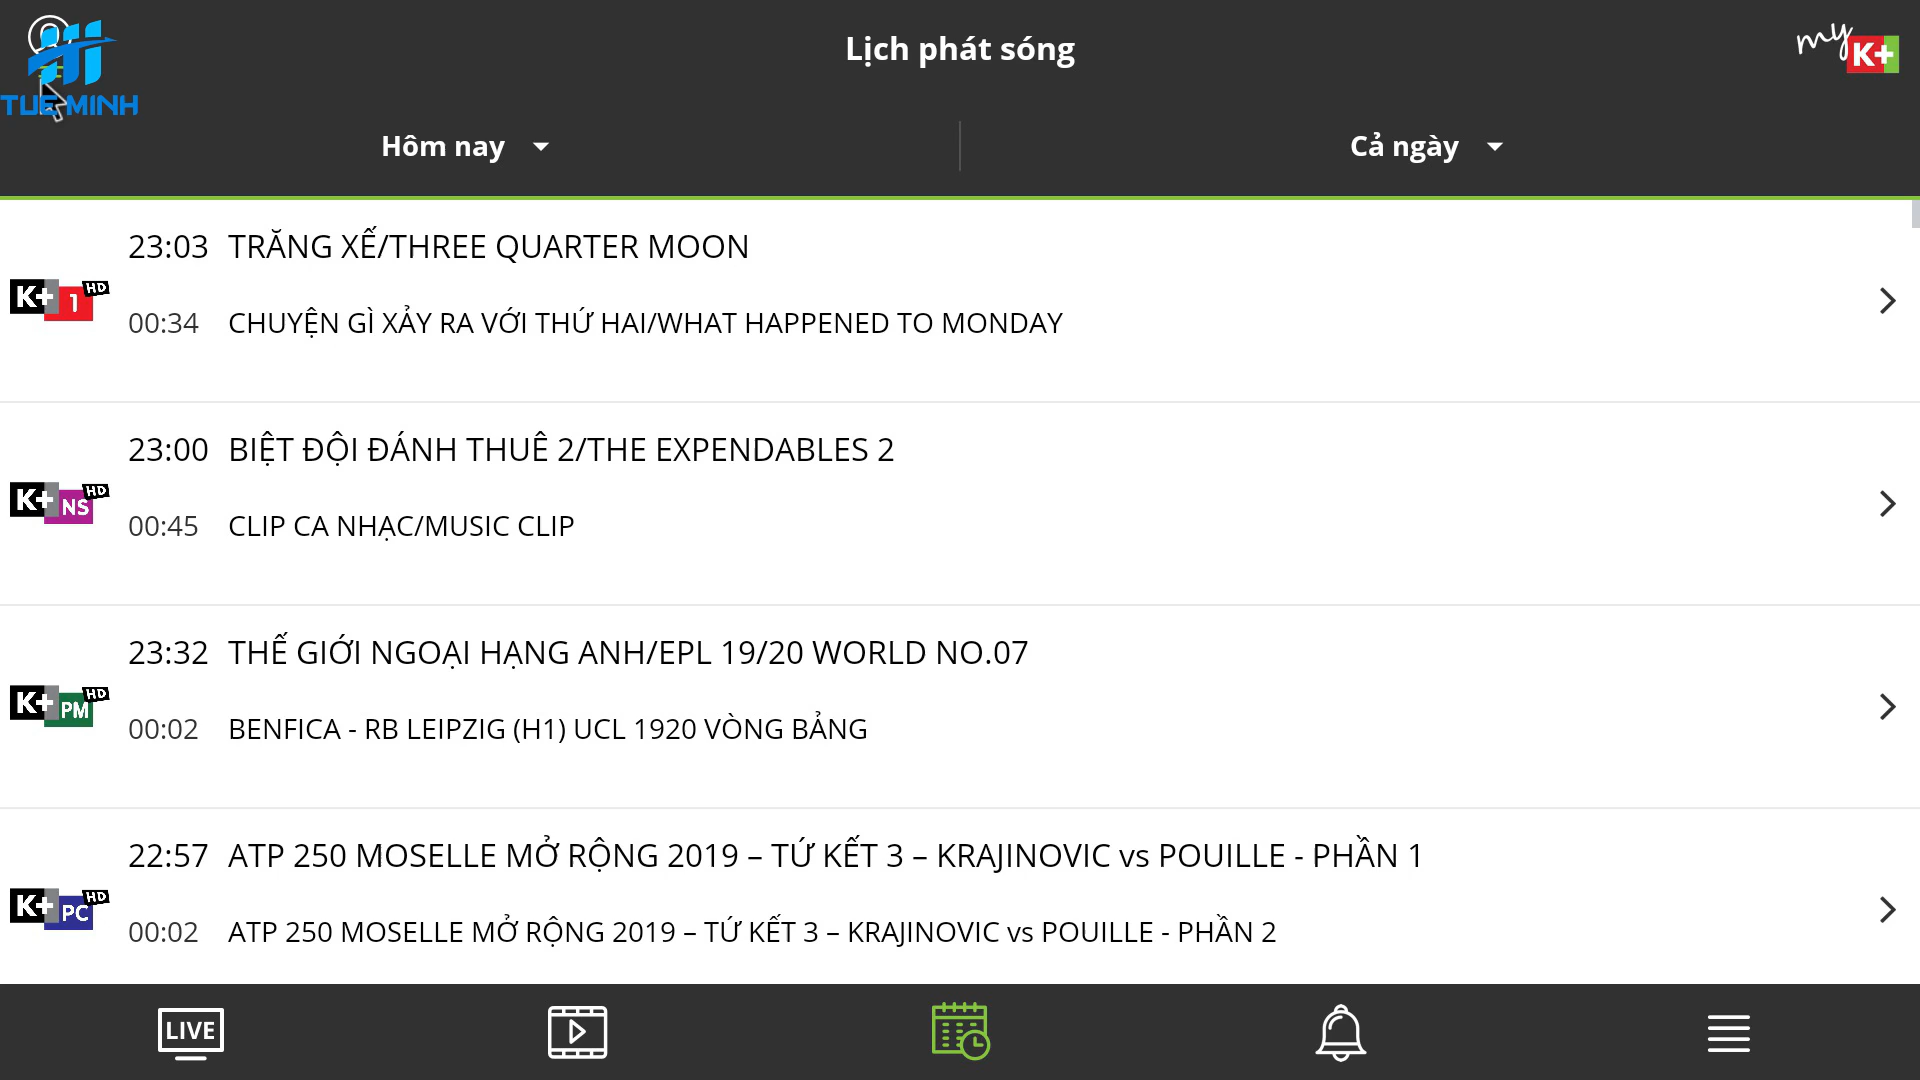 TUE MINH
Lịch phát sóng
my K+
Hôm nay
Cả ngày
23:03 TRĂNG XẾ/THREE QUARTER MOON
K+ 1 HD
00:34 CHUYỆN GÌ XẢY RA VỚI THỨ HAI/WHAT HAPPENED TO MONDAY
23:00 BIỆT ĐỘI ĐÁNH THUÊ 2/THE EXPENDABLES 2
K+ NS HD
00:45 CLIP CA NHẠC/MUSIC CLIP
23:32 THẾ GIỚI NGOẠI HẠNG ANH/EPL 19/20 WORLD NO.07
K+ PM HD
00:02 BENFICA - RB LEIPZIG (H1) UCL 1920 VÒNG BẢNG
22:57 ATP 250 MOSELLE MỞ RỘNG 2019 – TỨ KẾT 3 – KRAJINOVIC vs POUILLE - PHẦN 1
K+ PC HD
00:02 ATP 250 MOSELLE MỞ RỘNG 2019 – TỨ KẾT 3 – KRAJINOVIC vs POUILLE - PHẦN 2
LIVE